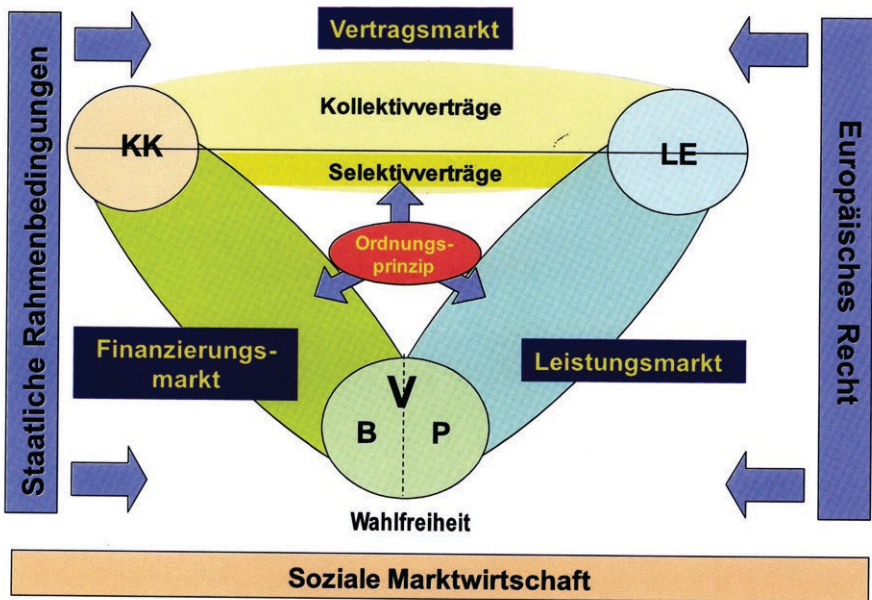 Vertragsmarkt
Staatliche Rahmenbedingungen
Europäisches Recht
Kollektivverträge
KK
LE
Selektivverträge
Ordnungs-
prinzip
Finanzierungs-
markt
Leistungsmarkt
V
B
P
Wahlfreiheit
Soziale Marktwirtschaft